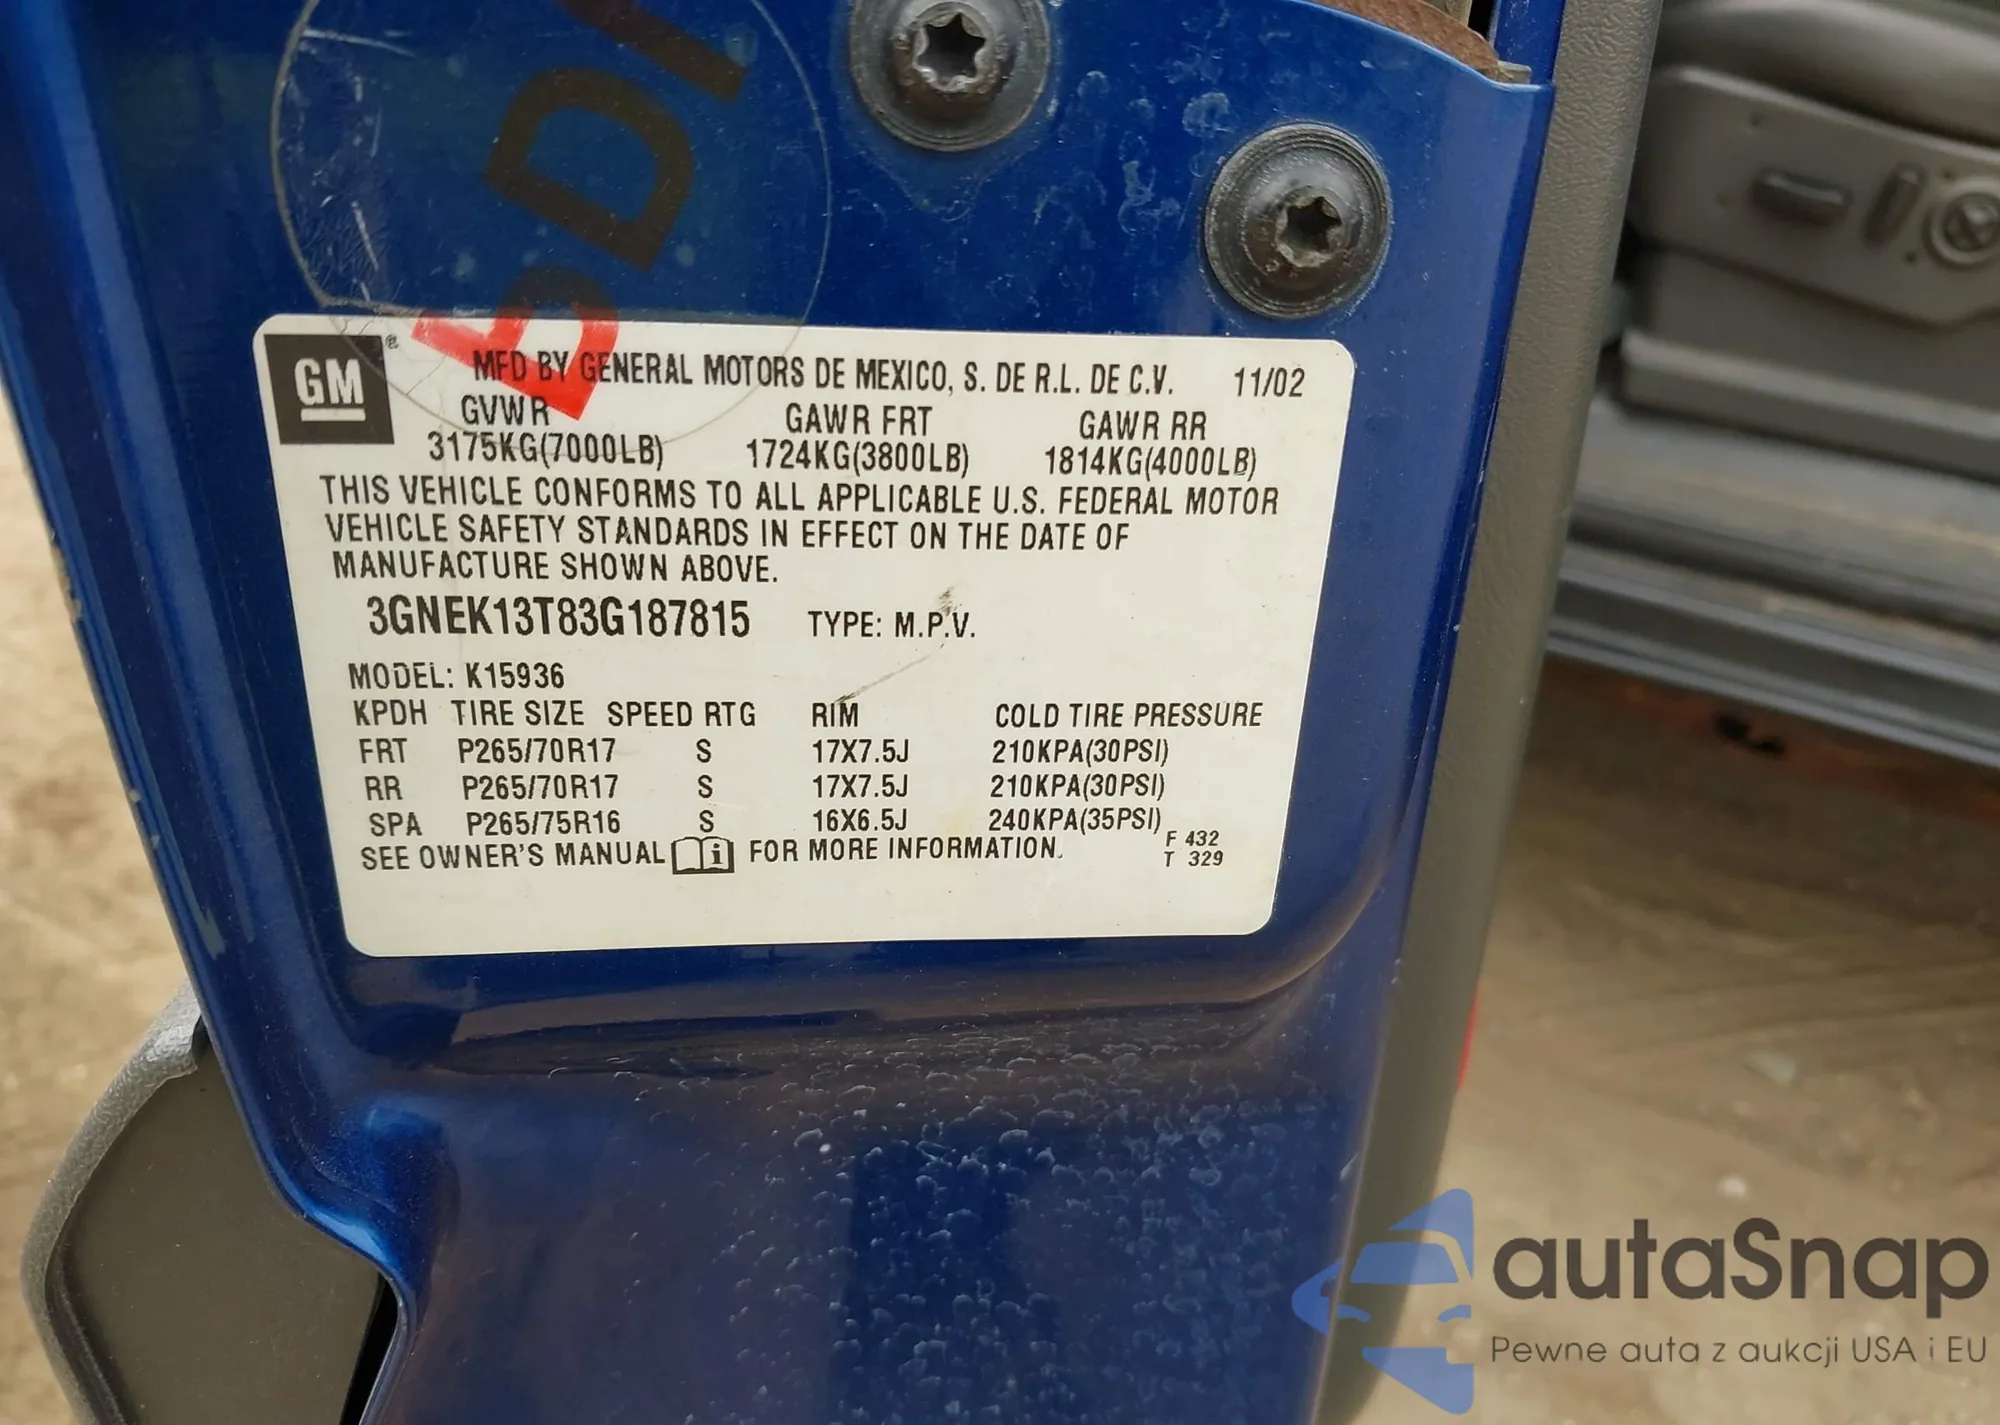 GM
MFD BY GENERAL MOTORS DE MEXICO, S. DE R.L. DE C.V. 11/02
GVWR GAWR FRT GAWR RR
3175KG(7000LB) 1724KG(3800LB) 1814KG(4000LB)
THIS VEHICLE CONFORMS TO ALL APPLICABLE U.S. FEDERAL MOTOR
VEHICLE SAFETY STANDARDS IN EFFECT ON THE DATE OF
MANUFACTURE SHOWN ABOVE.
3GNEK13T83G187815 TYPE: M.P.V.
MODEL: K15936
KPDH TIRE SIZE SPEED RTG RIM COLD TIRE PRESSURE
FRT P265/70R17 S 17X7.5J 210KPA(30PSI)
RR P265/70R17 S 17X7.5J 210KPA(30PSI)
SPA P265/75R16 S 16X6.5J 240KPA(35PSI)
SEE OWNER'S MANUAL FOR MORE INFORMATION.
F 432
T 329
autaSnap
Pewne auta z aukcji USA i EU